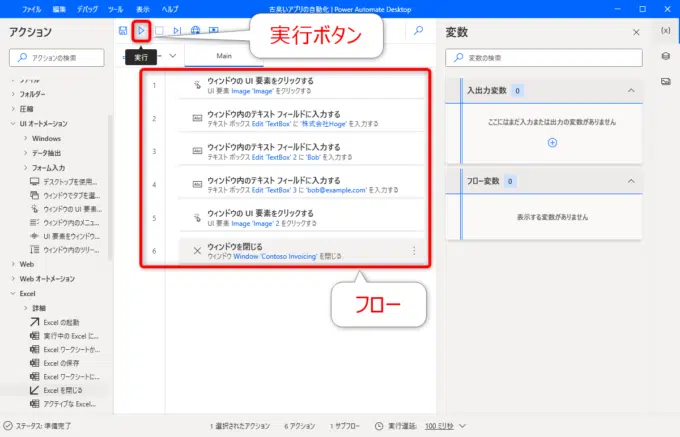 ファイル 編集 デバッグ ツール 表示 ヘルプ
古臭いアプリの自動化 | Power Automate Desktop
アクション
アクションの検索
フォルダー
圧縮
UI オートメーション
Windows
データ抽出
フォーム入力
デスクトップを使用...
ウィンドウでタブを選...
ウィンドウの UI 要素...
ウィンドウ内のメニュ...
UI 要素をウィンドウ...
ウィンドウ内のツリー...
Web
Web オートメーション
Excel
詳細
Excel の起動
実行中の Excel に...
Excel ワークシートか...
Excel の保存
Excel ワークシートに...
Excel を閉じる
アクティブな Excel...
実行
実行ボタン
Main
1 ウィンドウの UI 要素をクリックする
UI 要素 Image 'Image' をクリックする
2 ウィンドウ内のテキスト フィールドに入力する
テキスト ボックス Edit 'TextBox' に '株式会社Hoge' を入力する
3 ウィンドウ内のテキスト フィールドに入力する
テキスト ボックス Edit 'TextBox' 2 に 'Bob' を入力する
4 ウィンドウ内のテキスト フィールドに入力する
テキスト ボックス Edit 'TextBox' 3 に 'bob@example.com' を入力する
5 ウィンドウの UI 要素をクリックする
UI 要素 Image 'Image' 2 をクリックする
6 ウィンドウを閉じる
ウィンドウ Window 'Contoso Invoicing' を閉じる
フロー
変数
{x}
変数の検索
入出力変数 0
ここにはまだ入力または出力の変数がありません
フロー変数 0
表示する変数がありません
ステータス: 準備完了
1 選択されたアクション
6 アクション
1 サブフロー
実行遅延: 100 ミリ秒